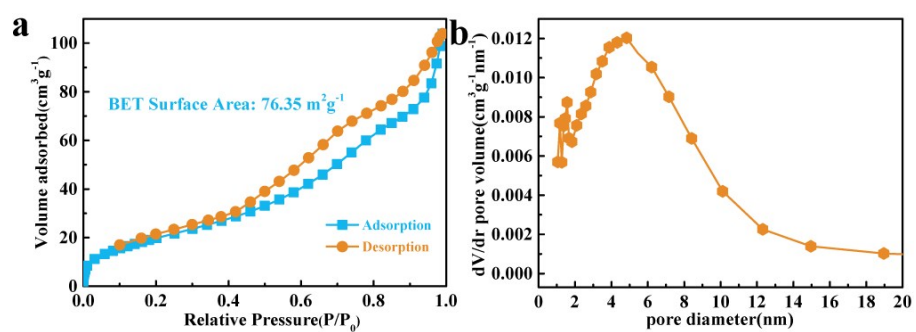 a
100
80
60
40
20
0
Volume adsorbed(cm³g⁻¹)
BET Surface Area: 76.35 m²g⁻¹
Adsorption
Desorption
0.0 0.2 0.4 0.6 0.8 1.0
Relative Pressure(P/P₀)
b
0.012
0.010
0.008
0.006
0.004
0.002
0.000
dV/dr pore volume(cm³g⁻¹nm⁻¹)
0 2 4 6 8 10 12 14 16 18 20
pore diameter(nm)